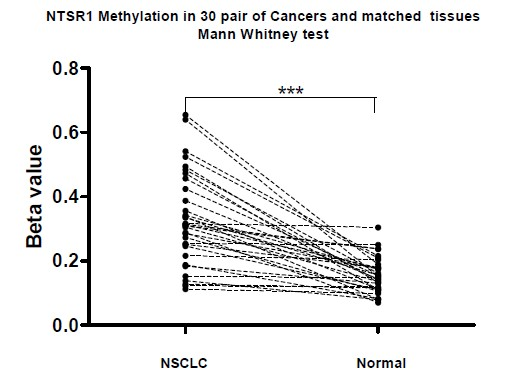 NTSR1 Methylation in 30 pair of Cancers and matched tissues
Mann Whitney test
0.8
***
0.6
Beta value
0.4
0.2
0.0
NSCLC Normal